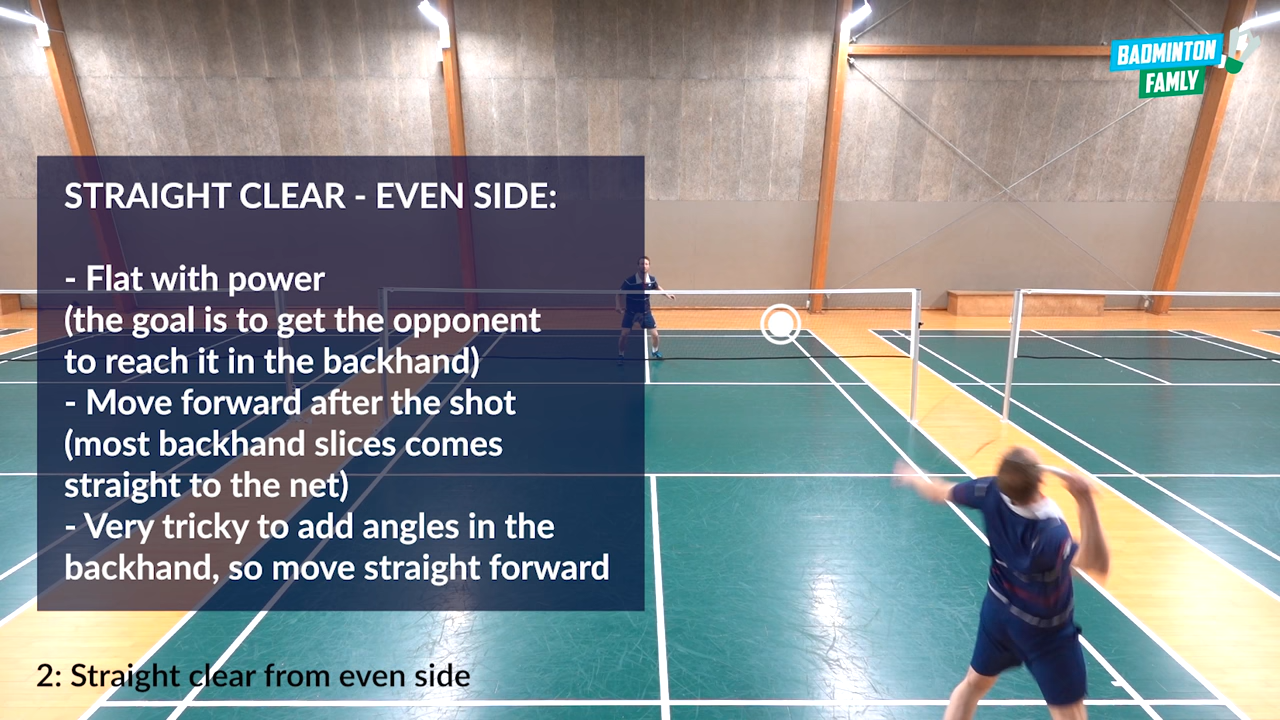 BADMINTON
FAMLY
STRAIGHT CLEAR - EVEN SIDE:
- Flat with power
(the goal is to get the opponent
to reach it in the backhand)
- Move forward after the shot
(most backhand slices comes
straight to the net)
- Very tricky to add angles in the
backhand, so move straight forward
2: Straight clear from even side